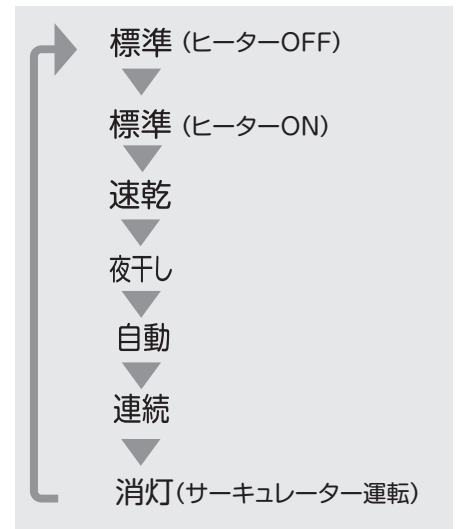 標準 (ヒーターOFF)
標準 (ヒーターON)
速乾
夜干し
自動
連続
消灯(サーキュレーター運転)